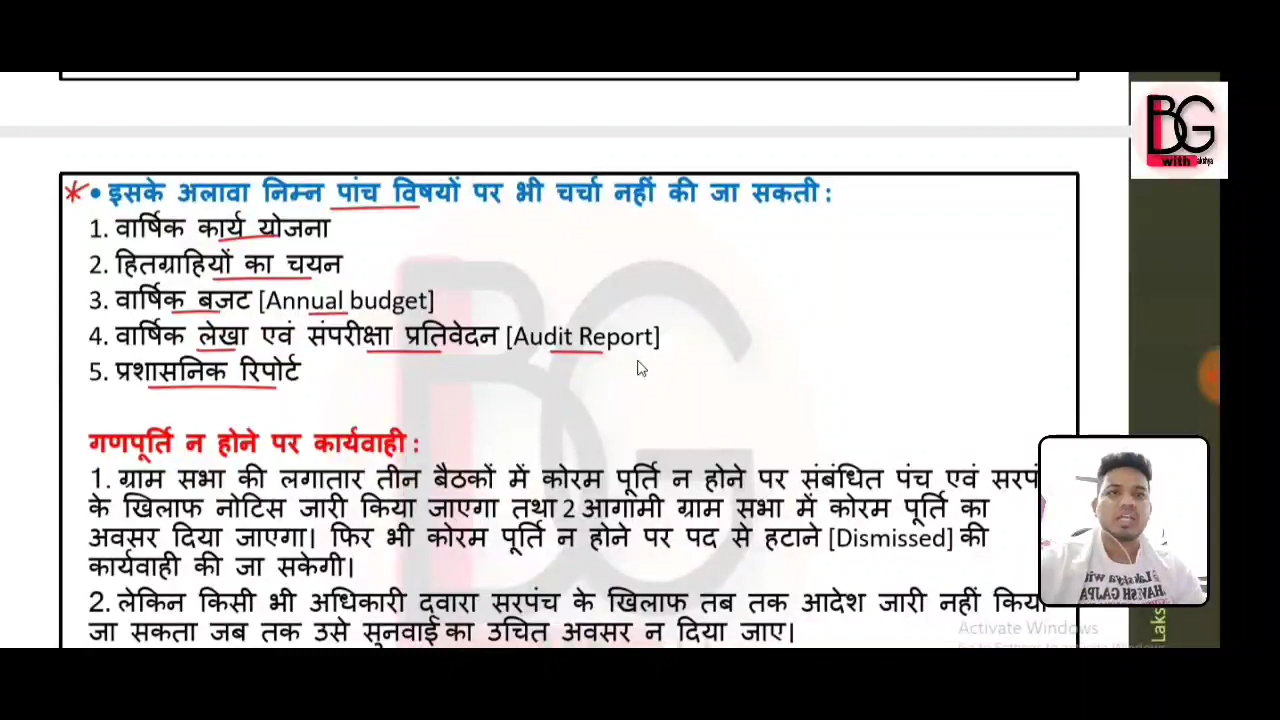 BG
with Lakshya
* • इसके अलावा निम्न पांच विषयों पर भी चर्चा नहीं की जा सकती :
1. वार्षिक कार्य योजना
2. हितग्राहियों का चयन
3. वार्षिक बजट [Annual budget]
4. वार्षिक लेखा एवं संपरीक्षा प्रतिवेदन [Audit Report]
5. प्रशासनिक रिपोर्ट
गणपूर्ति न होने पर कार्यवाही :
1. ग्राम सभा की लगातार तीन बैठकों में कोरम पूर्ति न होने पर संबंधित पंच एवं सरपं
के खिलाफ नोटिस जारी किया जाएगा तथा 2 आगामी ग्राम सभा में कोरम पूर्ति का
अवसर दिया जाएगा। फिर भी कोरम पूर्ति न होने पर पद से हटाने [Dismissed] की
कार्यवाही की जा सकेगी।
2. लेकिन किसी भी अधिकारी द्वारा सरपंच के खिलाफ तब तक आदेश जारी नहीं किया
जा सकता जब तक उसे सुनवाई का उचित अवसर न दिया जाए।
Activate Windows
Laks